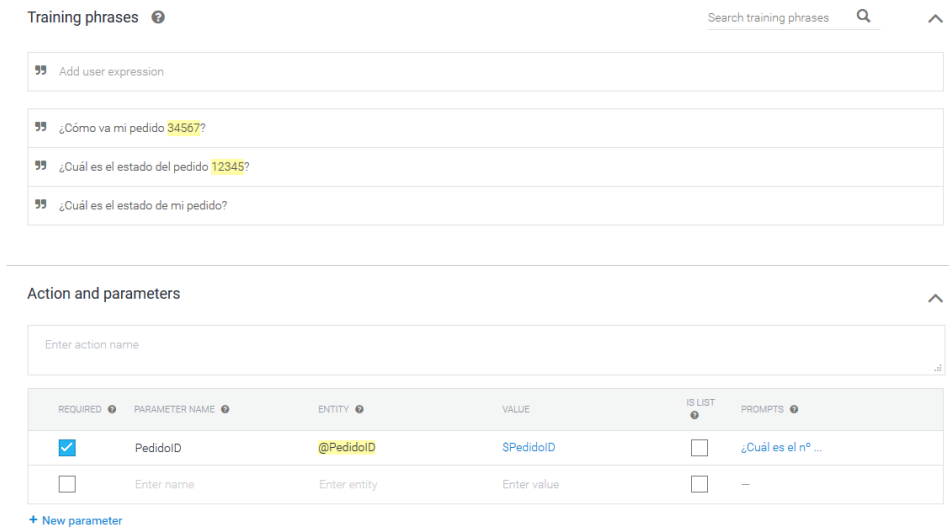 Training phrases
Search training phrases
Add user expression
¿Cómo va mi pedido 34567?
¿Cuál es el estado del pedido 12345?
¿Cuál es el estado de mi pedido?
Action and parameters
Enter action name
REQUIRED PARAMETER NAME ENTITY VALUE IS LIST PROMPTS
PedidoID @PedidoID $PedidoID ¿Cuál es el nº ...
Enter name Enter entity Enter value —
+ New parameter